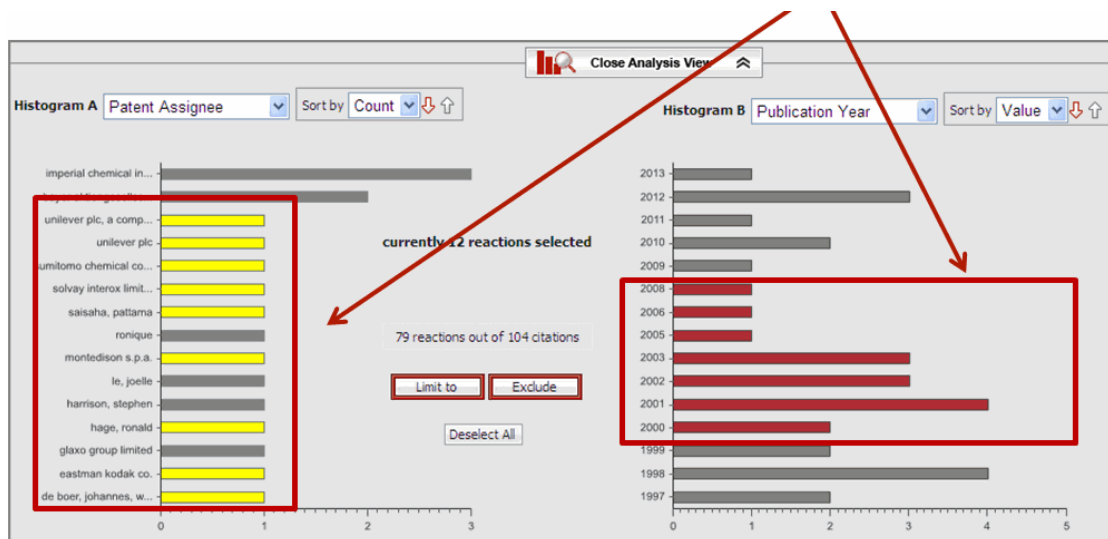 Close Analysis View
Histogram A Patent Assignee Sort by Count
Histogram B Publication Year Sort by Value
imperial chemical in...
unilever plc, a comp...
unilever plc
sumitomo chemical co...
solvay interox limit...
saisaha, pattama
ronique
montedison s.p.a.
le, joelle
harrison, stephen
hage, ronald
glaxo group limited
eastman kodak co.
de boer, johannes, w...
0 1 2 3
currently 12 reactions selected
79 reactions out of 104 citations
Limit to Exclude
Deselect All
2013
2012
2011
2010
2009
2008
2006
2005
2003
2002
2001
2000
1999
1998
1997
0 1 2 3 4 5